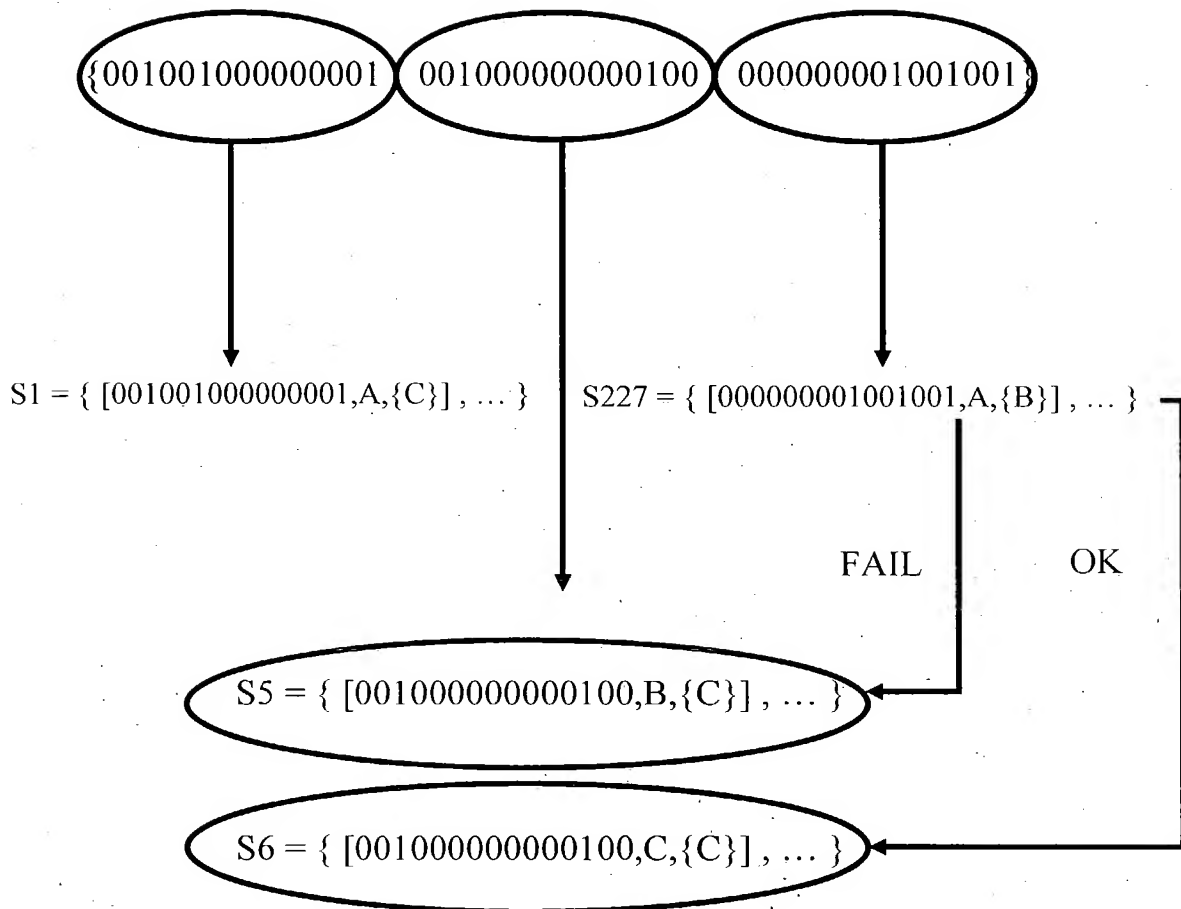 {001001000000001 001000000000100 000000001001001}
S1 = { [001001000000001,A,{C}] , … } S227 = { [000000001001001,A,{B}] , … }
FAIL OK
S5 = { [001000000000100,B,{C}] , … }
S6 = { [001000000000100,C,{C}] , … }